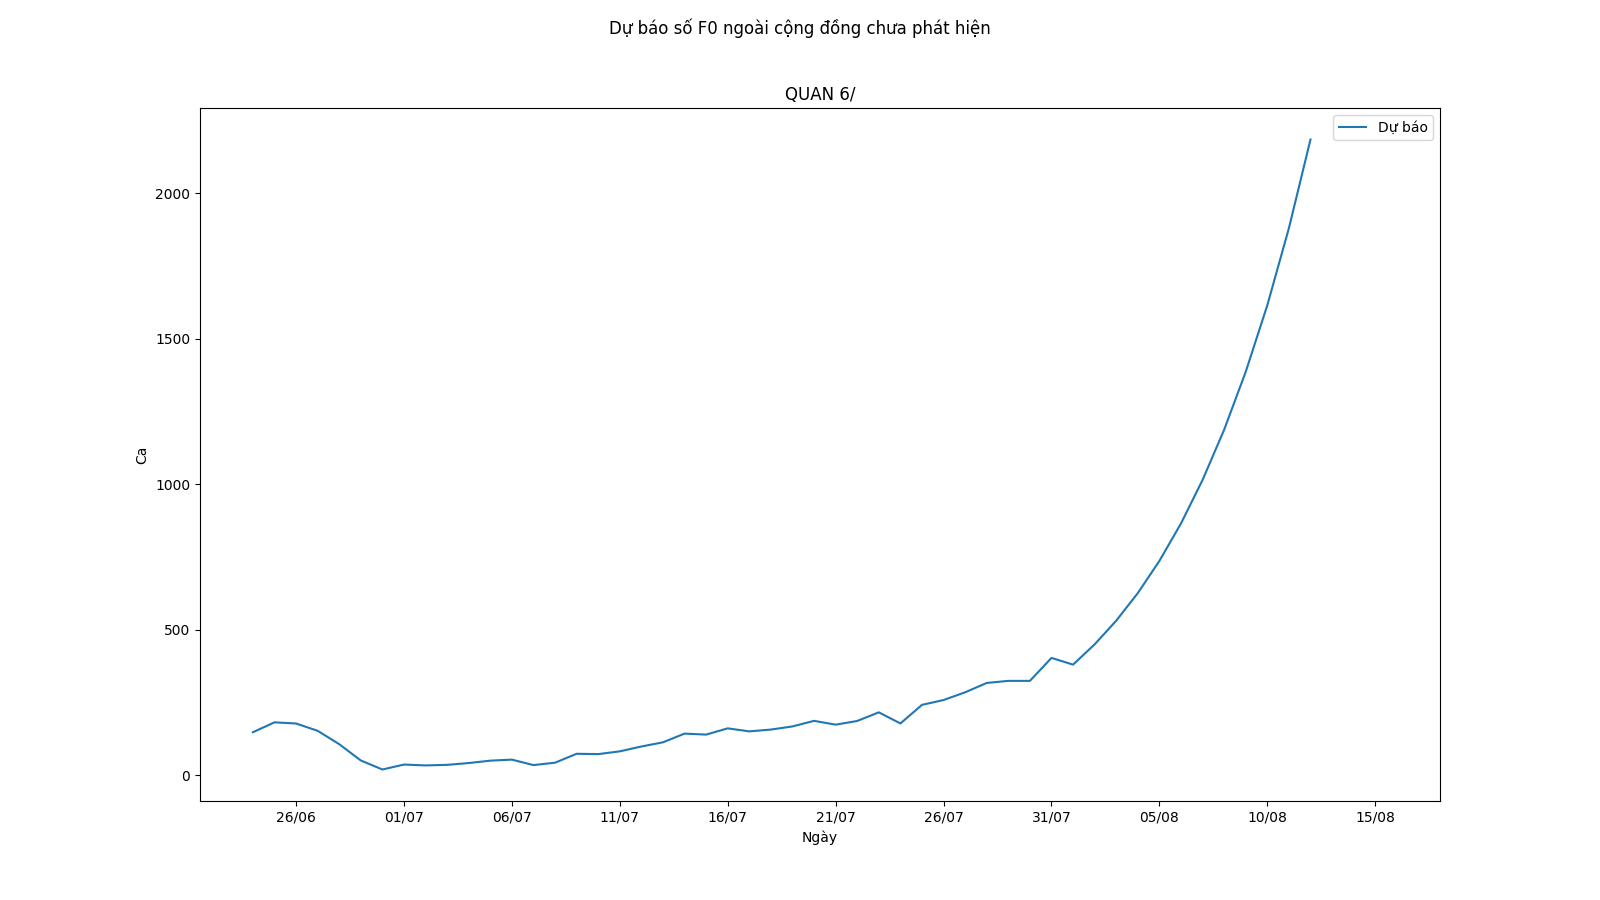 Dự báo số F0 ngoài cộng đồng chưa phát hiện
QUAN 6/
Dự báo
2000
1500
1000
500
0
Ca
26/06 01/07 06/07 11/07 16/07 21/07 26/07 31/07 05/08 10/08 15/08
Ngày